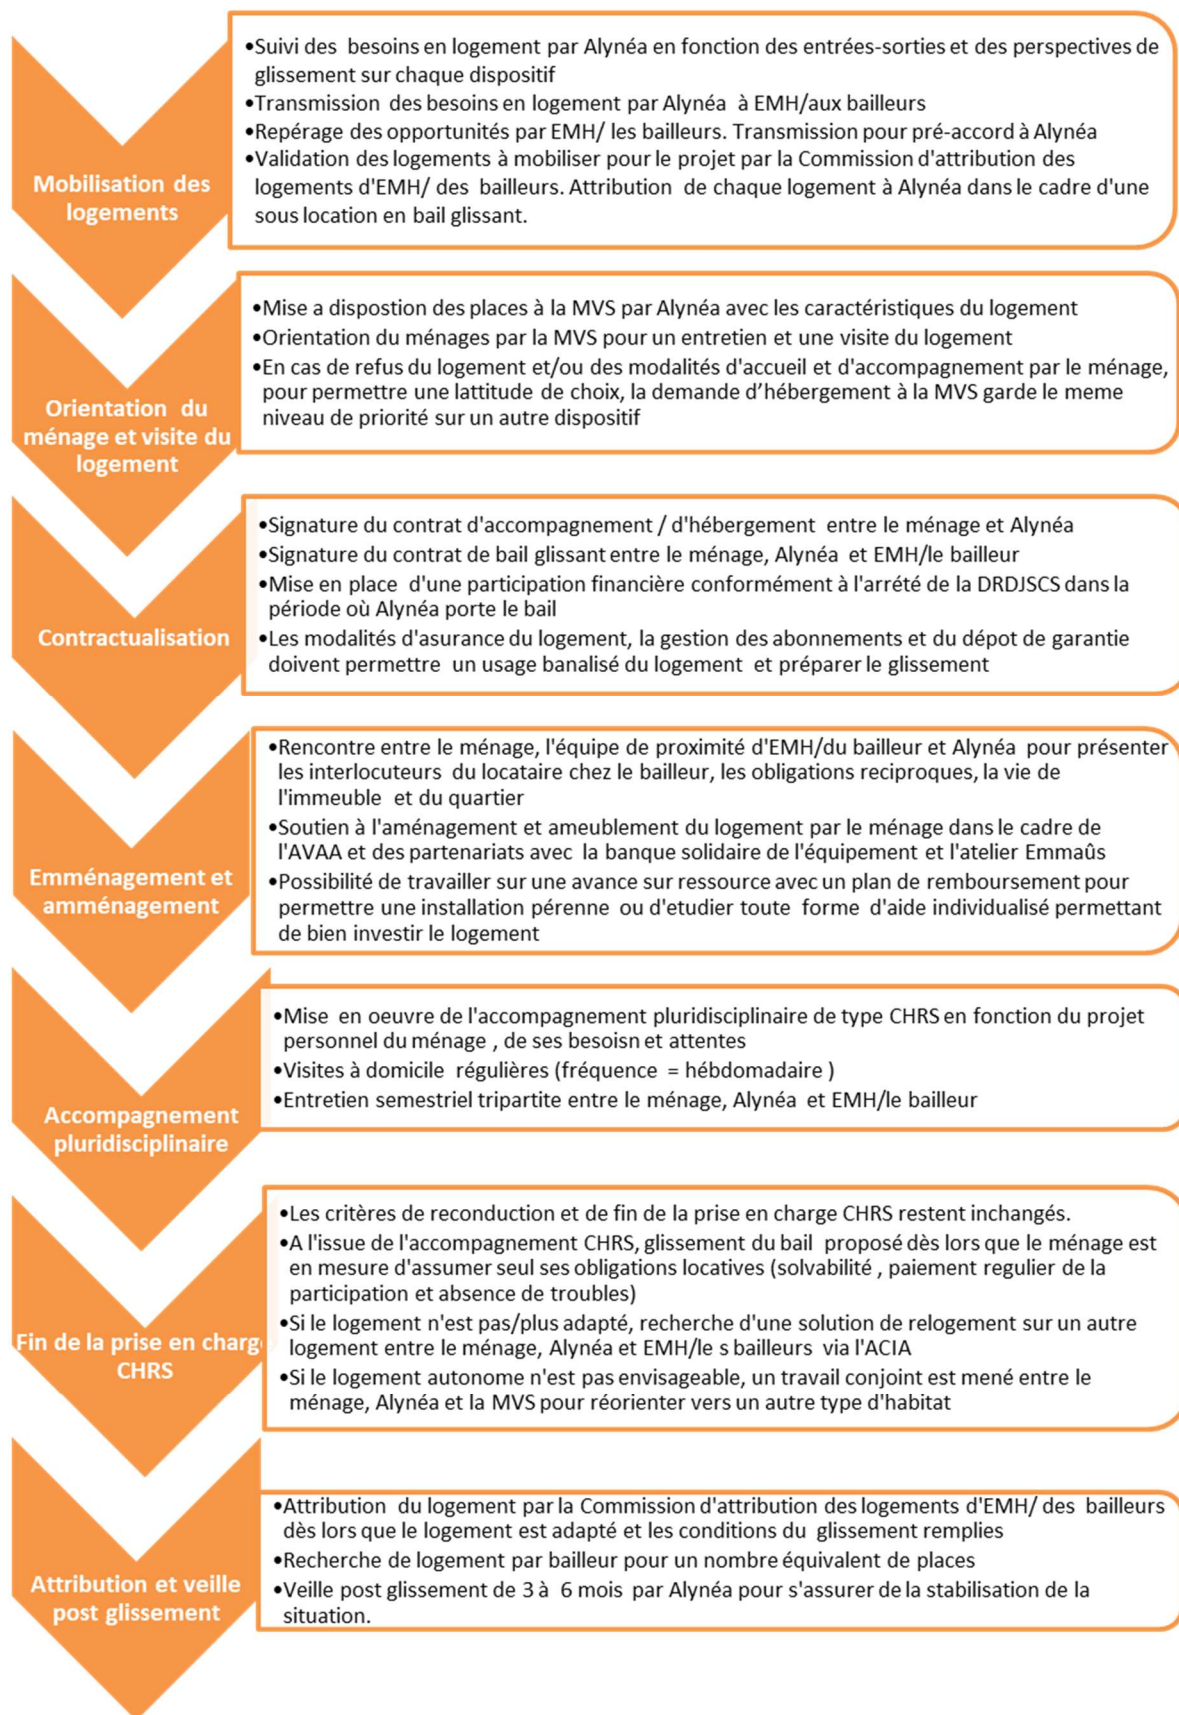 Mobilisation des
logements
•Suivi des besoins en logement par Alynéa en fonction des entrées-sorties et des perspectives de
glissement sur chaque dispositif
•Transmission des besoins en logement par Alynéa à EMH/aux bailleurs
•Repérage des opportunités par EMH/ les bailleurs. Transmission pour pré-accord à Alynéa
•Validation des logements à mobiliser pour le projet par la Commission d'attribution des
logements d'EMH/ des bailleurs. Attribution de chaque logement à Alynéa dans le cadre d'une
sous location en bail glissant.
Orientation du
ménage et visite du
logement
•Mise a dispostion des places à la MVS par Alynéa avec les caractéristiques du logement
•Orientation du ménages par la MVS pour un entretien et une visite du logement
•En cas de refus du logement et/ou des modalités d'accueil et d'accompagnement par le ménage,
pour permettre une lattitude de choix, la demande d’hébergement à la MVS garde le meme
niveau de priorité sur un autre dispositif
Contractualisation
•Signature du contrat d'accompagnement / d'hébergement entre le ménage et Alynéa
•Signature du contrat de bail glissant entre le ménage, Alynéa et EMH/le bailleur
•Mise en place d'une participation financière conformément à l'arrété de la DRDJSCS dans la
période où Alynéa porte le bail
•Les modalités d'asurance du logement, la gestion des abonnements et du dépot de garantie
doivent permettre un usage banalisé du logement et préparer le glissement
Emménagement et
amménagement
•Rencontre entre le ménage, l'équipe de proximité d'EMH/du bailleur et Alynéa pour présenter
les interlocuteurs du locataire chez le bailleur, les obligations reciproques, la vie de
l'immeuble et du quartier
•Soutien à l'aménagement et ameublement du logement par le ménage dans le cadre de
l'AVAA et des partenariats avec la banque solidaire de l'équipement et l'atelier Emmaûs
•Possibilité de travailler sur une avance sur ressource avec un plan de remboursement pour
permettre une installation pérenne ou d'etudier toute forme d'aide individualisé permettant
de bien investir le logement
Accompagnement
pluridisciplinaire
•Mise en oeuvre de l'accompagnement pluridisciplinaire de type CHRS en fonction du projet
personnel du ménage , de ses besoisn et attentes
•Visites à domicile régulières (fréquence = hébdomadaire )
•Entretien semestriel tripartite entre le ménage, Alynéa et EMH/le bailleur
Fin de la prise en charge
CHRS
•Les critères de reconduction et de fin de la prise en charge CHRS restent inchangés.
•A l'issue de l'accompagnement CHRS, glissement du bail proposé dès lors que le ménage est
en mesure d'assumer seul ses obligations locatives (solvabilité , paiement regulier de la
participation et absence de troubles)
•Si le logement n'est pas/plus adapté, recherche d'une solution de relogement sur un autre
logement entre le ménage, Alynéa et EMH/le s bailleurs via l'ACIA
•Si le logement autonome n'est pas envisageable, un travail conjoint est mené entre le
ménage, Alynéa et la MVS pour réorienter vers un autre type d'habitat
Attribution et veille
post glissement
•Attribution du logement par la Commission d'attribution des logements d'EMH/ des bailleurs
dès lors que le logement est adapté et les conditions du glissement remplies
•Recherche de logement par bailleur pour un nombre équivalent de places
•Veille post glissement de 3 à 6 mois par Alynéa pour s'assurer de la stabilisation de la
situation.